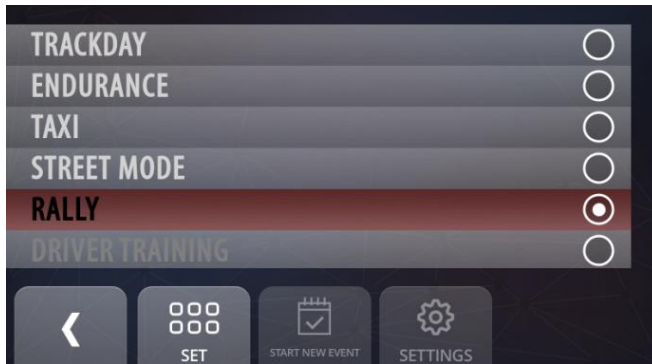 TRACKDAY
ENDURANCE
TAXI
STREET MODE
RALLY
DRIVER TRAINING
SET
START NEW EVENT
SETTINGS